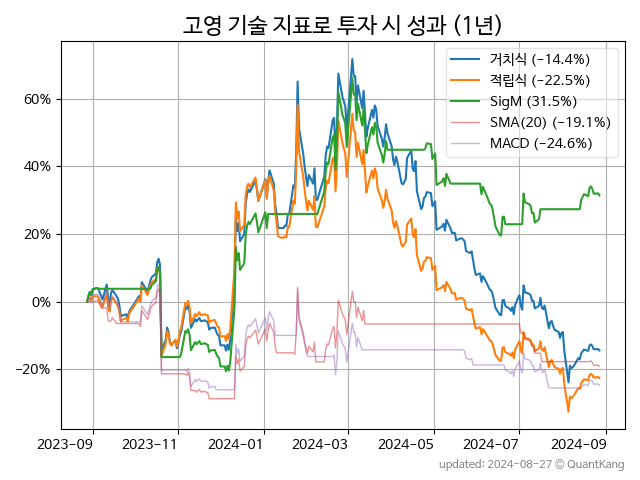 고영 기술 지표로 투자 시 성과 (1년)
거치식 (−14.4%)
적립식 (−22.5%)
SigM (31.5%)
SMA(20) (−19.1%)
MACD (−24.6%)
60%
40%
20%
0%
−20%
2023-09 2023-11 2024-01 2024-03 2024-05 2024-07 2024-09
updated: 2024-08-27 © QuantKang